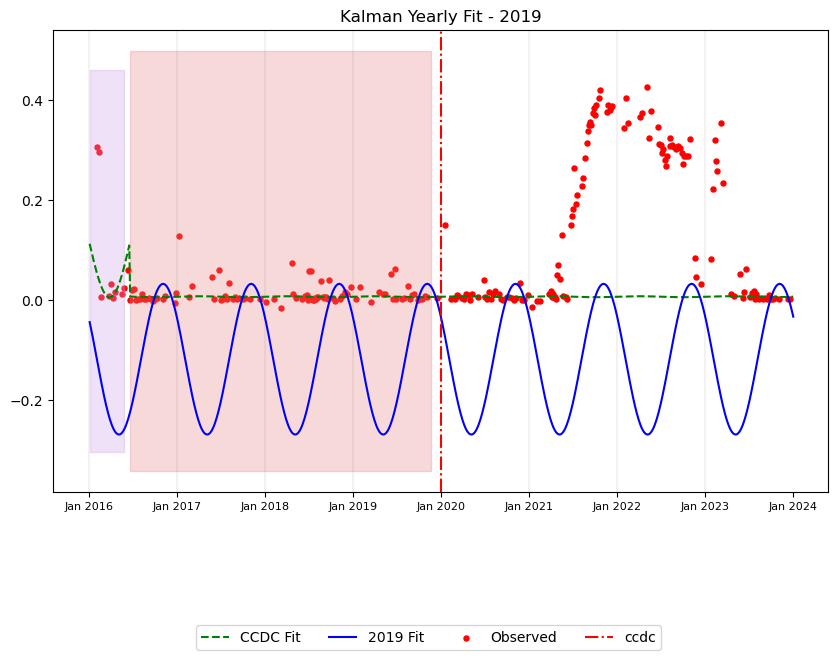 Kalman Yearly Fit - 2019
0.4
0.2
0.0
−0.2
Jan 2016 Jan 2017 Jan 2018 Jan 2019 Jan 2020 Jan 2021 Jan 2022 Jan 2023 Jan 2024
CCDC Fit 2019 Fit Observed ccdc